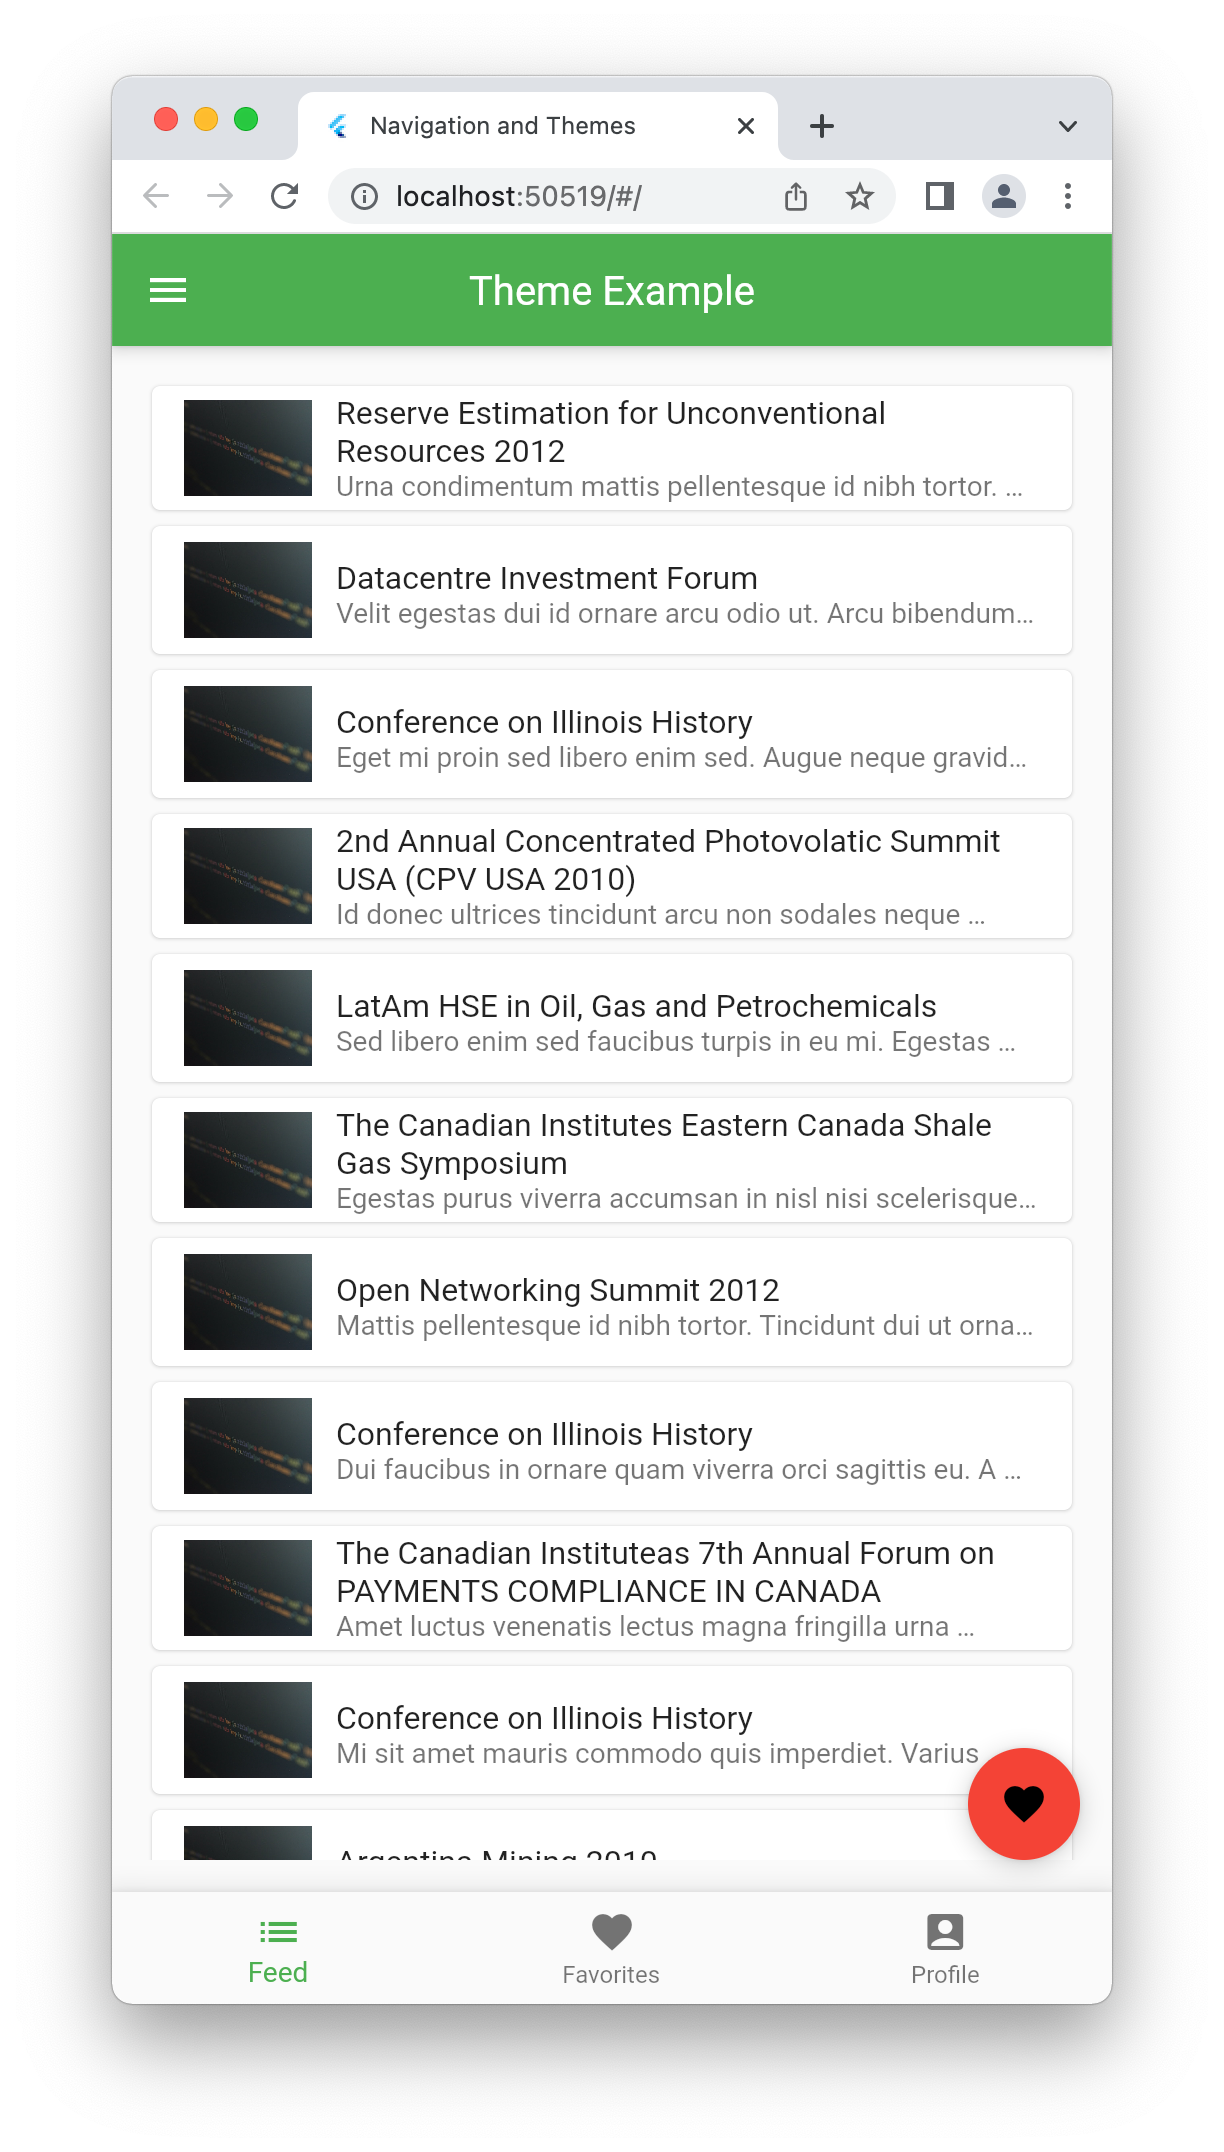 Navigation and Themes
localhost:50519/#/
Theme Example
Reserve Estimation for Unconventional
Resources 2012
Urna condimentum mattis pellentesque id nibh tortor. ...
Datacentre Investment Forum
Velit egestas dui id ornare arcu odio ut. Arcu bibendum...
Conference on Illinois History
Eget mi proin sed libero enim sed. Augue neque gravid...
2nd Annual Concentrated Photovolatic Summit
USA (CPV USA 2010)
Id donec ultrices tincidunt arcu non sodales neque ...
LatAm HSE in Oil, Gas and Petrochemicals
Sed libero enim sed faucibus turpis in eu mi. Egestas ...
The Canadian Institutes Eastern Canada Shale
Gas Symposium
Egestas purus viverra accumsan in nisl nisi scelerisque...
Open Networking Summit 2012
Mattis pellentesque id nibh tortor. Tincidunt dui ut orna...
Conference on Illinois History
Dui faucibus in ornare quam viverra orci sagittis eu. A ...
The Canadian Instituteas 7th Annual Forum on
PAYMENTS COMPLIANCE IN CANADA
Amet luctus venenatis lectus magna fringilla urna ...
Conference on Illinois History
Mi sit amet mauris commodo quis imperdiet. Varius
Argentina Mining 2010
Feed
Favorites
Profile